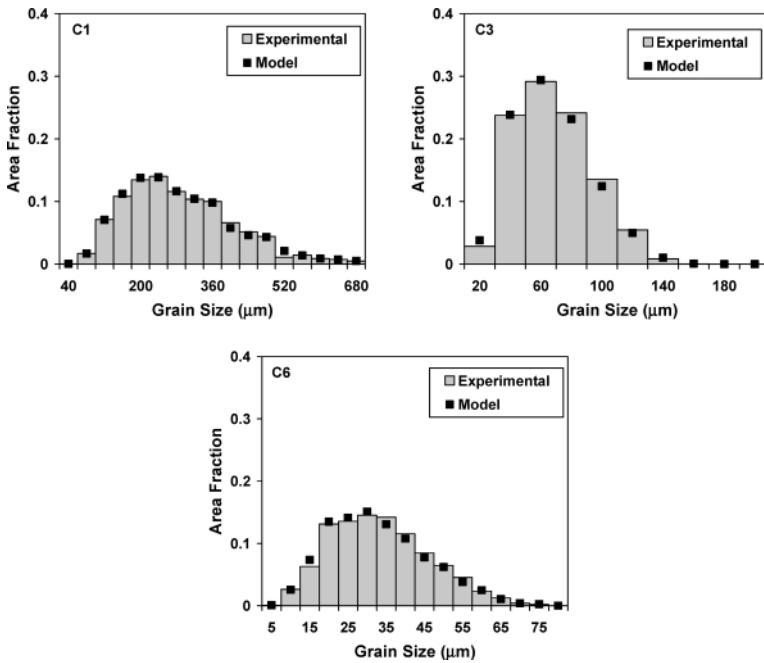 C1
Experimental
Model
Area Fraction
0.4
0.3
0.2
0.1
0
40 200 360 520 680
Grain Size (μm)
C3
Experimental
Model
Area Fraction
0.4
0.3
0.2
0.1
0
20 60 100 140 180
Grain Size (μm)
C6
Experimental
Model
Area Fraction
0.4
0.3
0.2
0.1
0
5 15 25 35 45 55 65 75
Grain Size (μm)